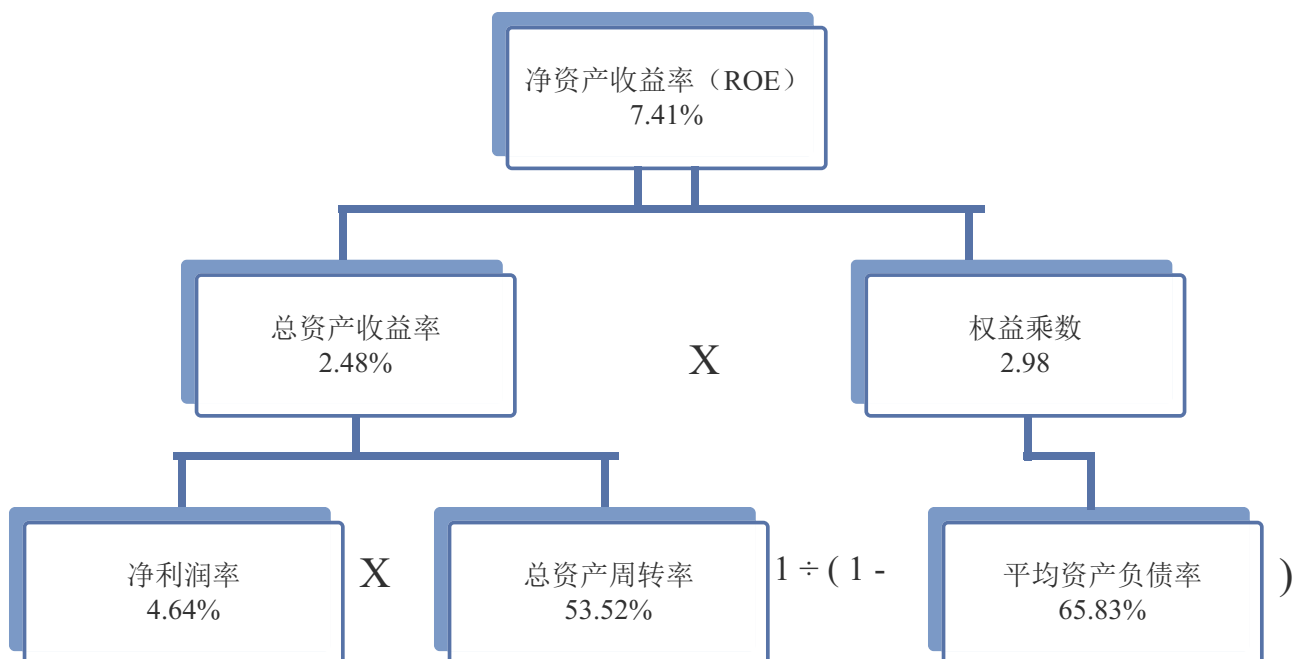 净资产收益率（ROE）
7.41%
总资产收益率
2.48%
X
权益乘数
2.98
净利润率
4.64%
X
总资产周转率
53.52%
1 ÷ ( 1 -
平均资产负债率
65.83%
)